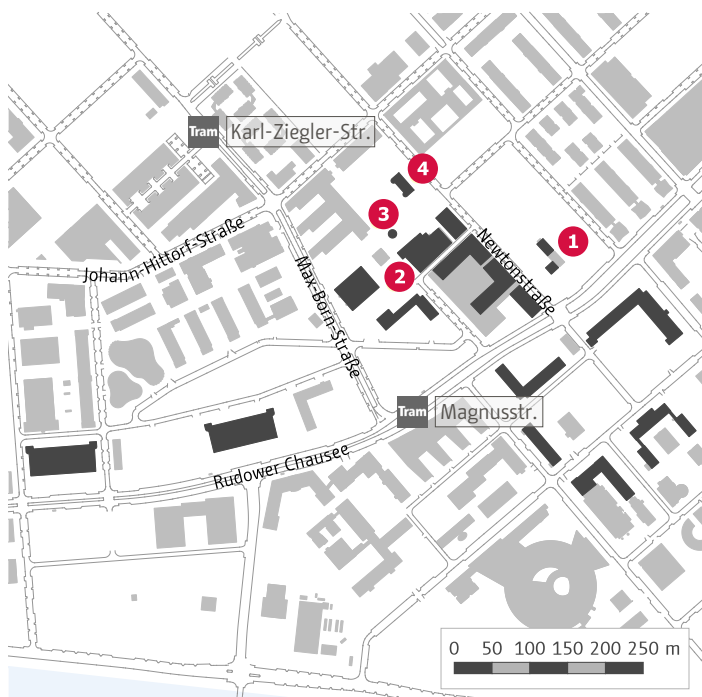 Tram Karl-Ziegler-Str.
4
3
Newtonstraße
1
Johann-Hittorf-Straße
2
Max-Born-Straße
Tram Magnusstr.
Rudower Chausee
0 50 100 150 200 250 m